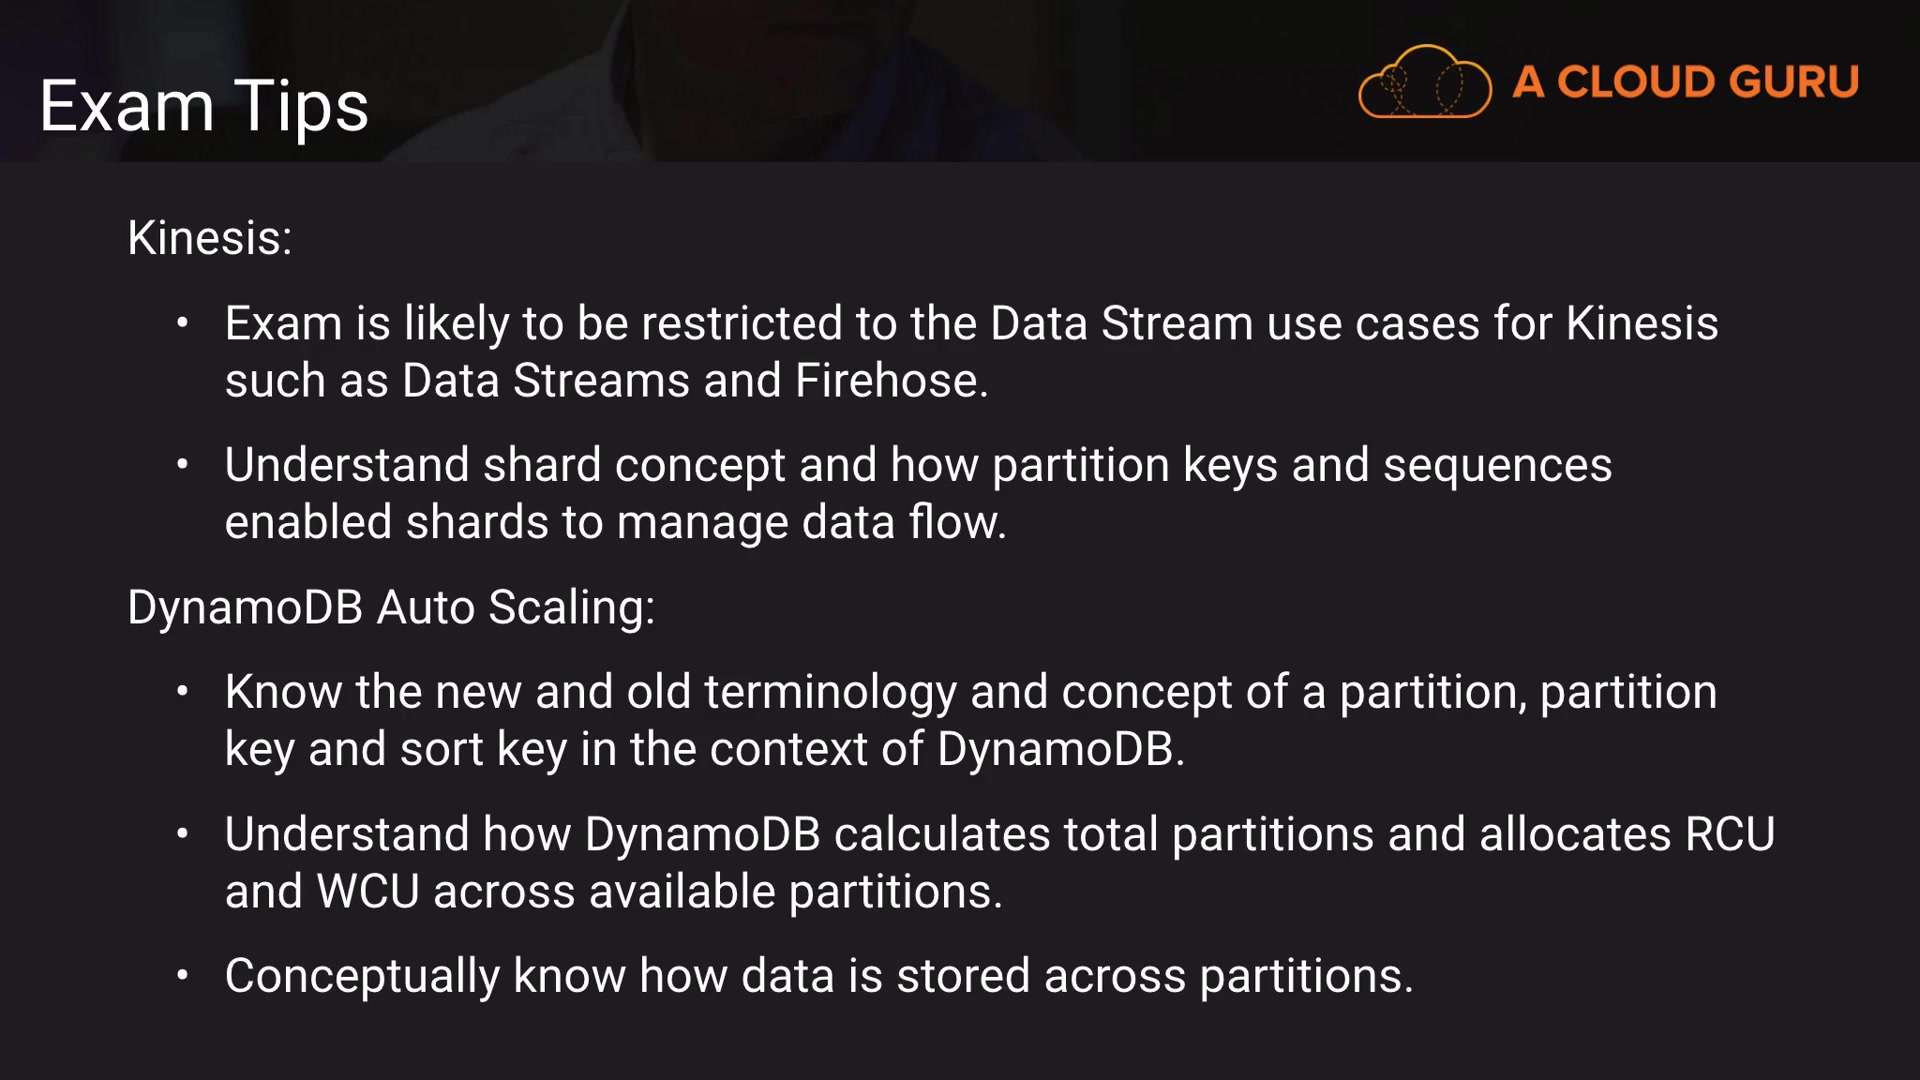 Exam Tips
A CLOUD GURU
Kinesis:
• Exam is likely to be restricted to the Data Stream use cases for Kinesis
such as Data Streams and Firehose.
• Understand shard concept and how partition keys and sequences
enabled shards to manage data flow.
DynamoDB Auto Scaling:
• Know the new and old terminology and concept of a partition, partition
key and sort key in the context of DynamoDB.
• Understand how DynamoDB calculates total partitions and allocates RCU
and WCU across available partitions.
• Conceptually know how data is stored across partitions.